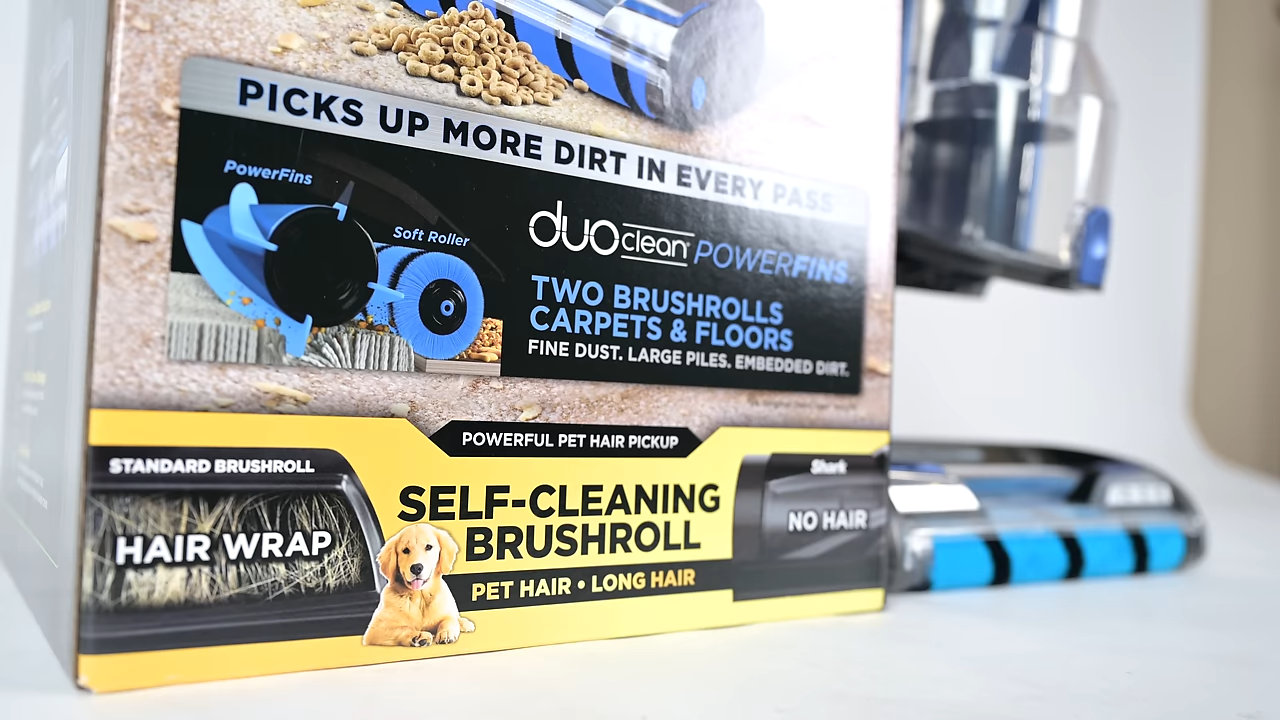 PICKS UP MORE DIRT IN EVERY PASS
PowerFins
Soft Roller
duo clean POWERFINS
TWO BRUSHROLLS
CARPETS & FLOORS
FINE DUST. LARGE PILES. EMBEDDED DIRT.
POWERFUL PET HAIR PICKUP
STANDARD BRUSHROLL
HAIR WRAP
SELF-CLEANING
BRUSHROLL
PET HAIR • LONG HAIR
Shark
NO HAIR